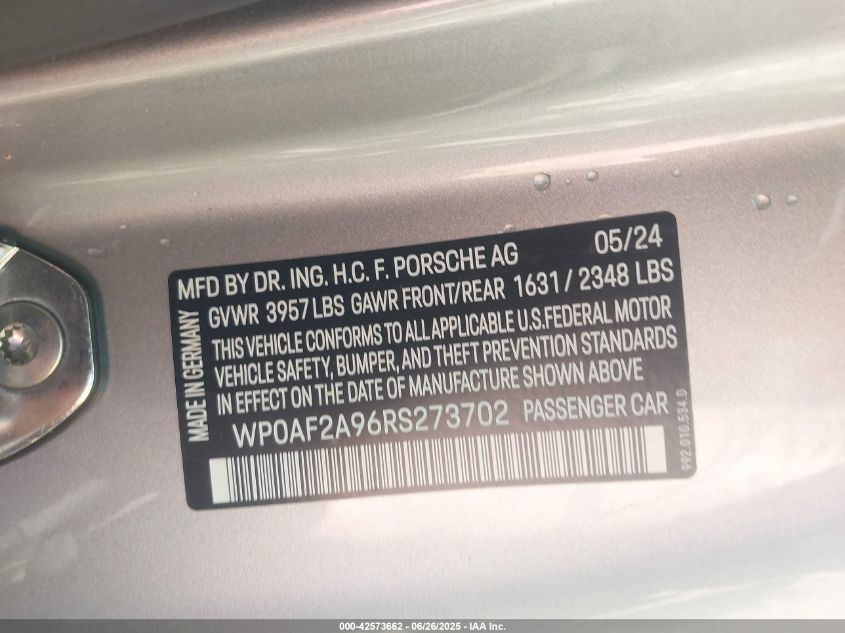 MFD BY DR. ING. H.C. F. PORSCHE AG 05/24
GVWR 3957 LBS GAWR FRONT/REAR 1631 / 2348 LBS
THIS VEHICLE CONFORMS TO ALL APPLICABLE U.S. FEDERAL MOTOR
VEHICLE SAFETY, BUMPER, AND THEFT PREVENTION STANDARDS
IN EFFECT ON THE DATE OF MANUFACTURE SHOWN ABOVE
WP0AF2A96RS273702 PASSENGER CAR
MADE IN GERMANY
992.010.534.0
000-42573662 - 06/26/2025 - IAA Inc.